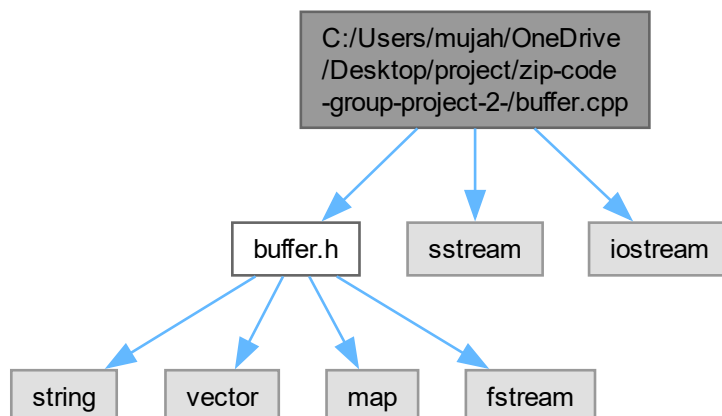 C:/Users/mujah/OneDrive
/Desktop/project/zip-code
-group-project-2-/buffer.cpp
buffer.h
sstream
iostream
string
vector
map
fstream